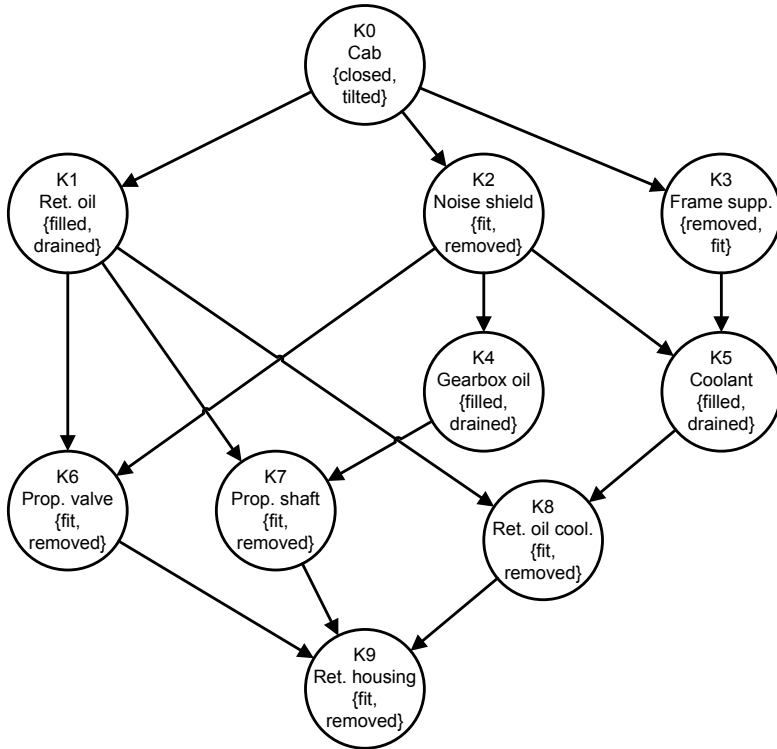 K0
Cab
{closed,
tilted}
K1
Ret. oil
{filled,
drained}
K2
Noise shield
{fit,
removed}
K3
Frame supp.
{removed,
fit}
K4
Gearbox oil
{filled,
drained}
K5
Coolant
{filled,
drained}
K6
Prop. valve
{fit,
removed}
K7
Prop. shaft
{fit,
removed}
K8
Ret. oil cool.
{fit,
removed}
K9
Ret. housing
{fit,
removed}